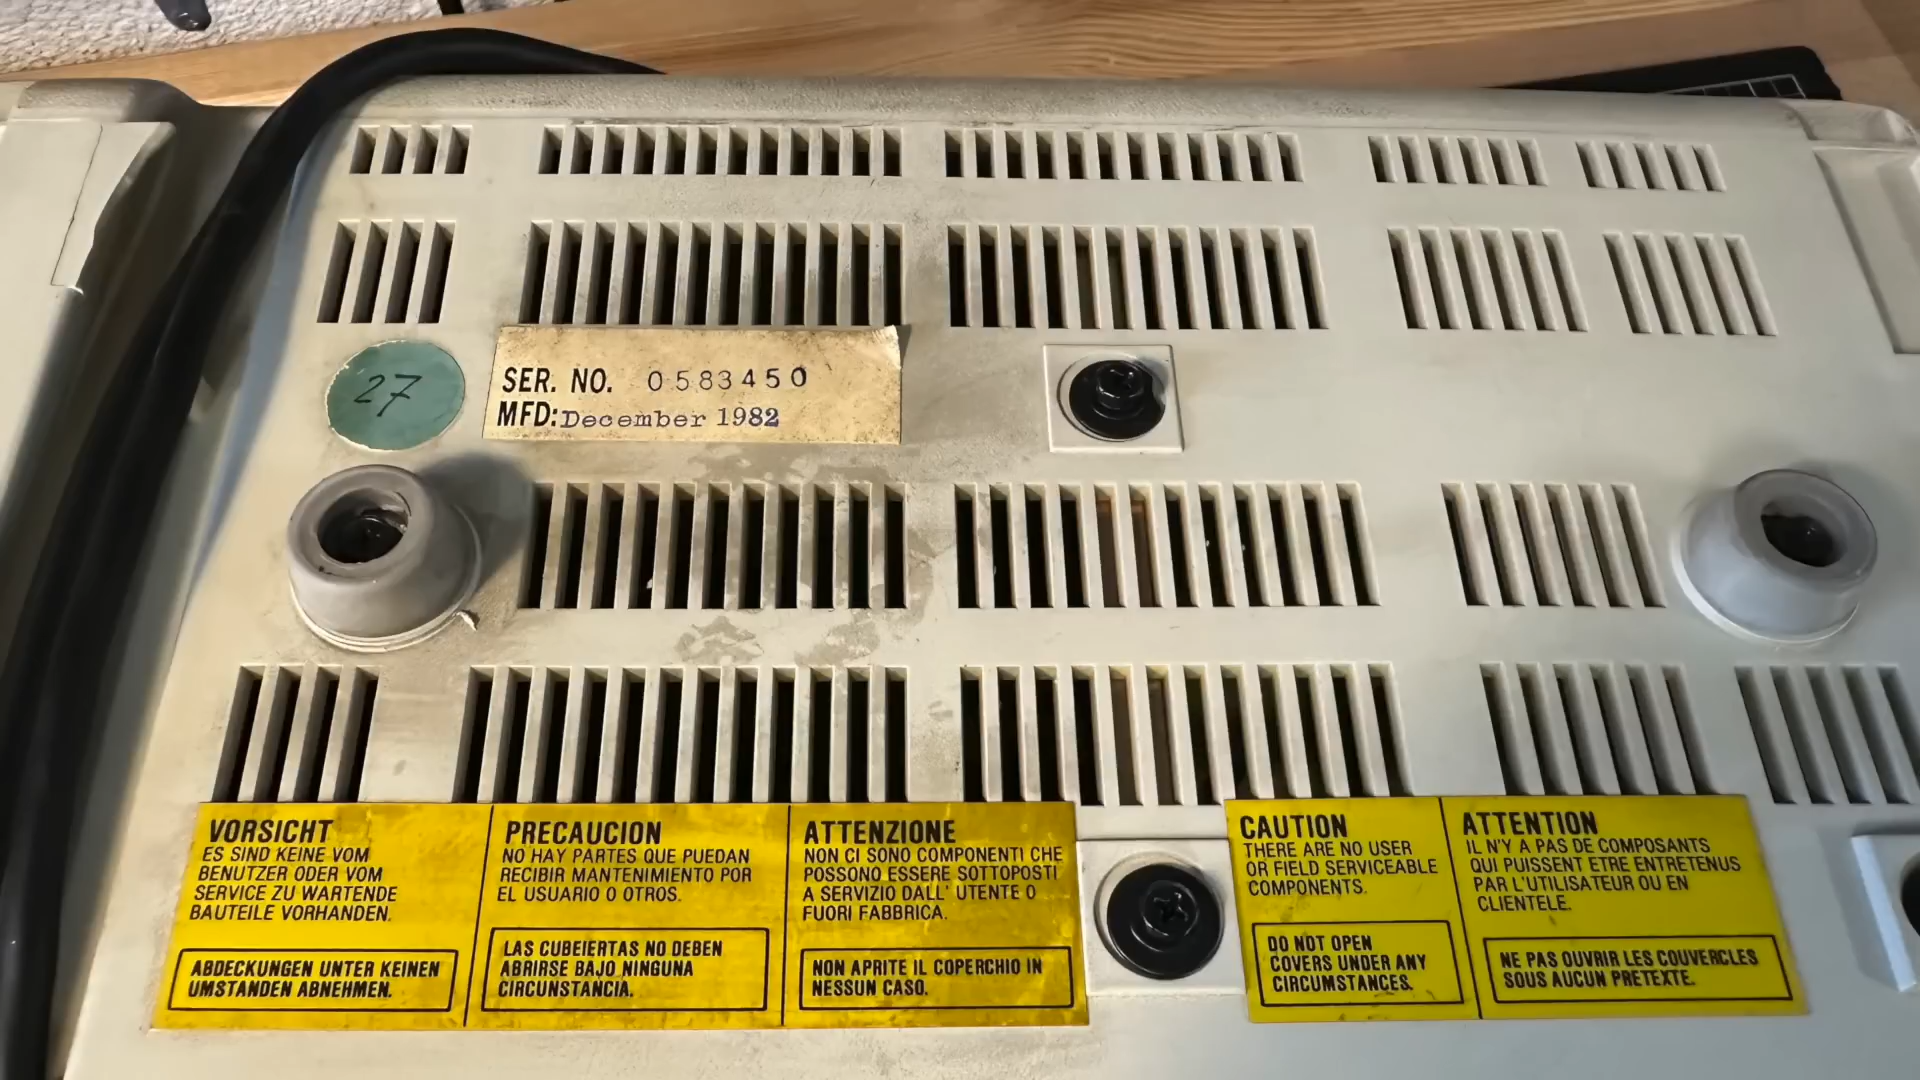 27
SER. NO. 0583450
MFD: December 1982
VORSICHT
ES SIND KEINE VOM
BENUTZER ODER VOM
SERVICE ZU WARTENDE
BAUTEILE VORHANDEN.
ABDECKUNGEN UNTER KEINEN
UMSTANDEN ABNEHMEN.
PRECAUCION
NO HAY PARTES QUE PUEDAN
RECIBIR MANTENIMIENTO POR
EL USUARIO O OTROS.
LAS CUBEIERTAS NO DEBEN
ABRIRSE BAJO NINGUNA
CIRCUNSTANCIA.
ATTENZIONE
NON CI SONO COMPONENTI CHE
POSSONO ESSERE SOTTOPOSTI
A SERVIZIO DALL' UTENTE O
FUORI FABBRICA.
NON APRITE IL COPERCHIO IN
NESSUN CASO.
CAUTION
THERE ARE NO USER
OR FIELD SERVICEABLE
COMPONENTS.
DO NOT OPEN
COVERS UNDER ANY
CIRCUMSTANCES.
ATTENTION
IL N'Y A PAS DE COMPOSANTS
QUI PUISSENT ETRE ENTRETENUS
PAR L'UTILISATEUR OU EN
CLIENTELE.
NE PAS OUVRIR LES COUVERCLES
SOUS AUCUN PRETEXTE.